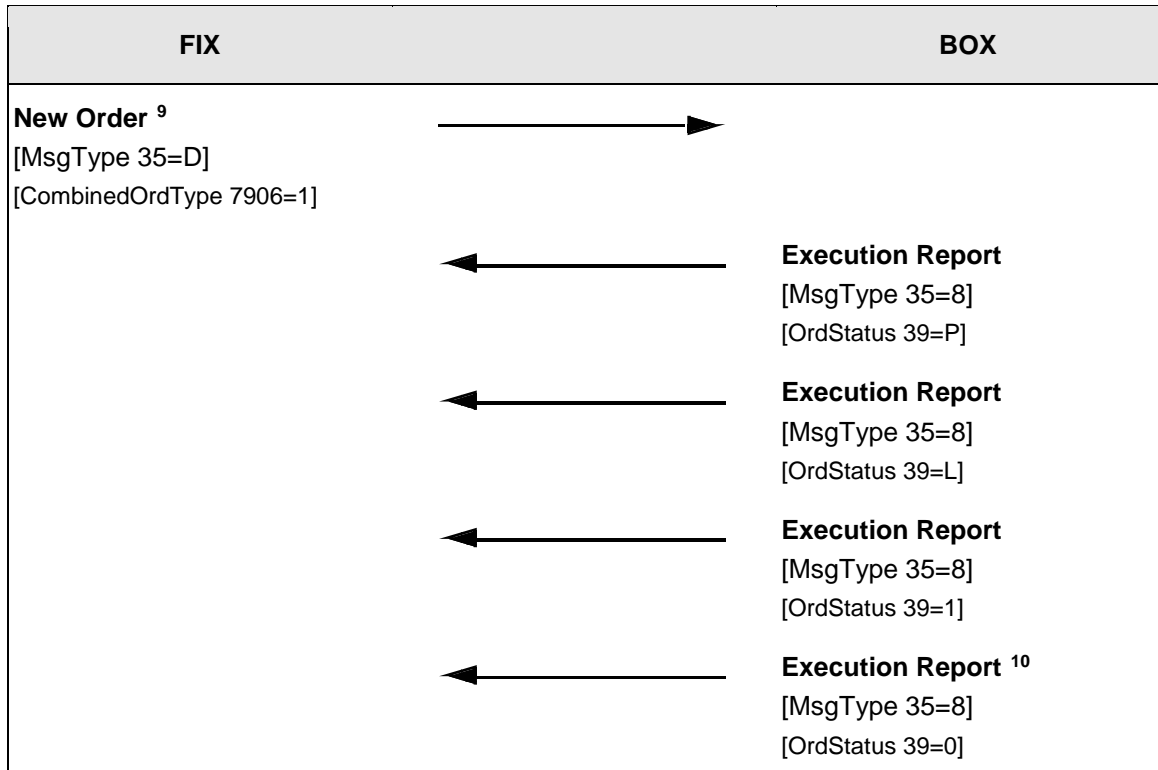 FIX
BOX
New Order 9
[MsgType 35=D]
[CombinedOrdType 7906=1]
Execution Report
[MsgType 35=8]
[OrdStatus 39=P]
Execution Report
[MsgType 35=8]
[OrdStatus 39=L]
Execution Report
[MsgType 35=8]
[OrdStatus 39=1]
Execution Report 10
[MsgType 35=8]
[OrdStatus 39=0]